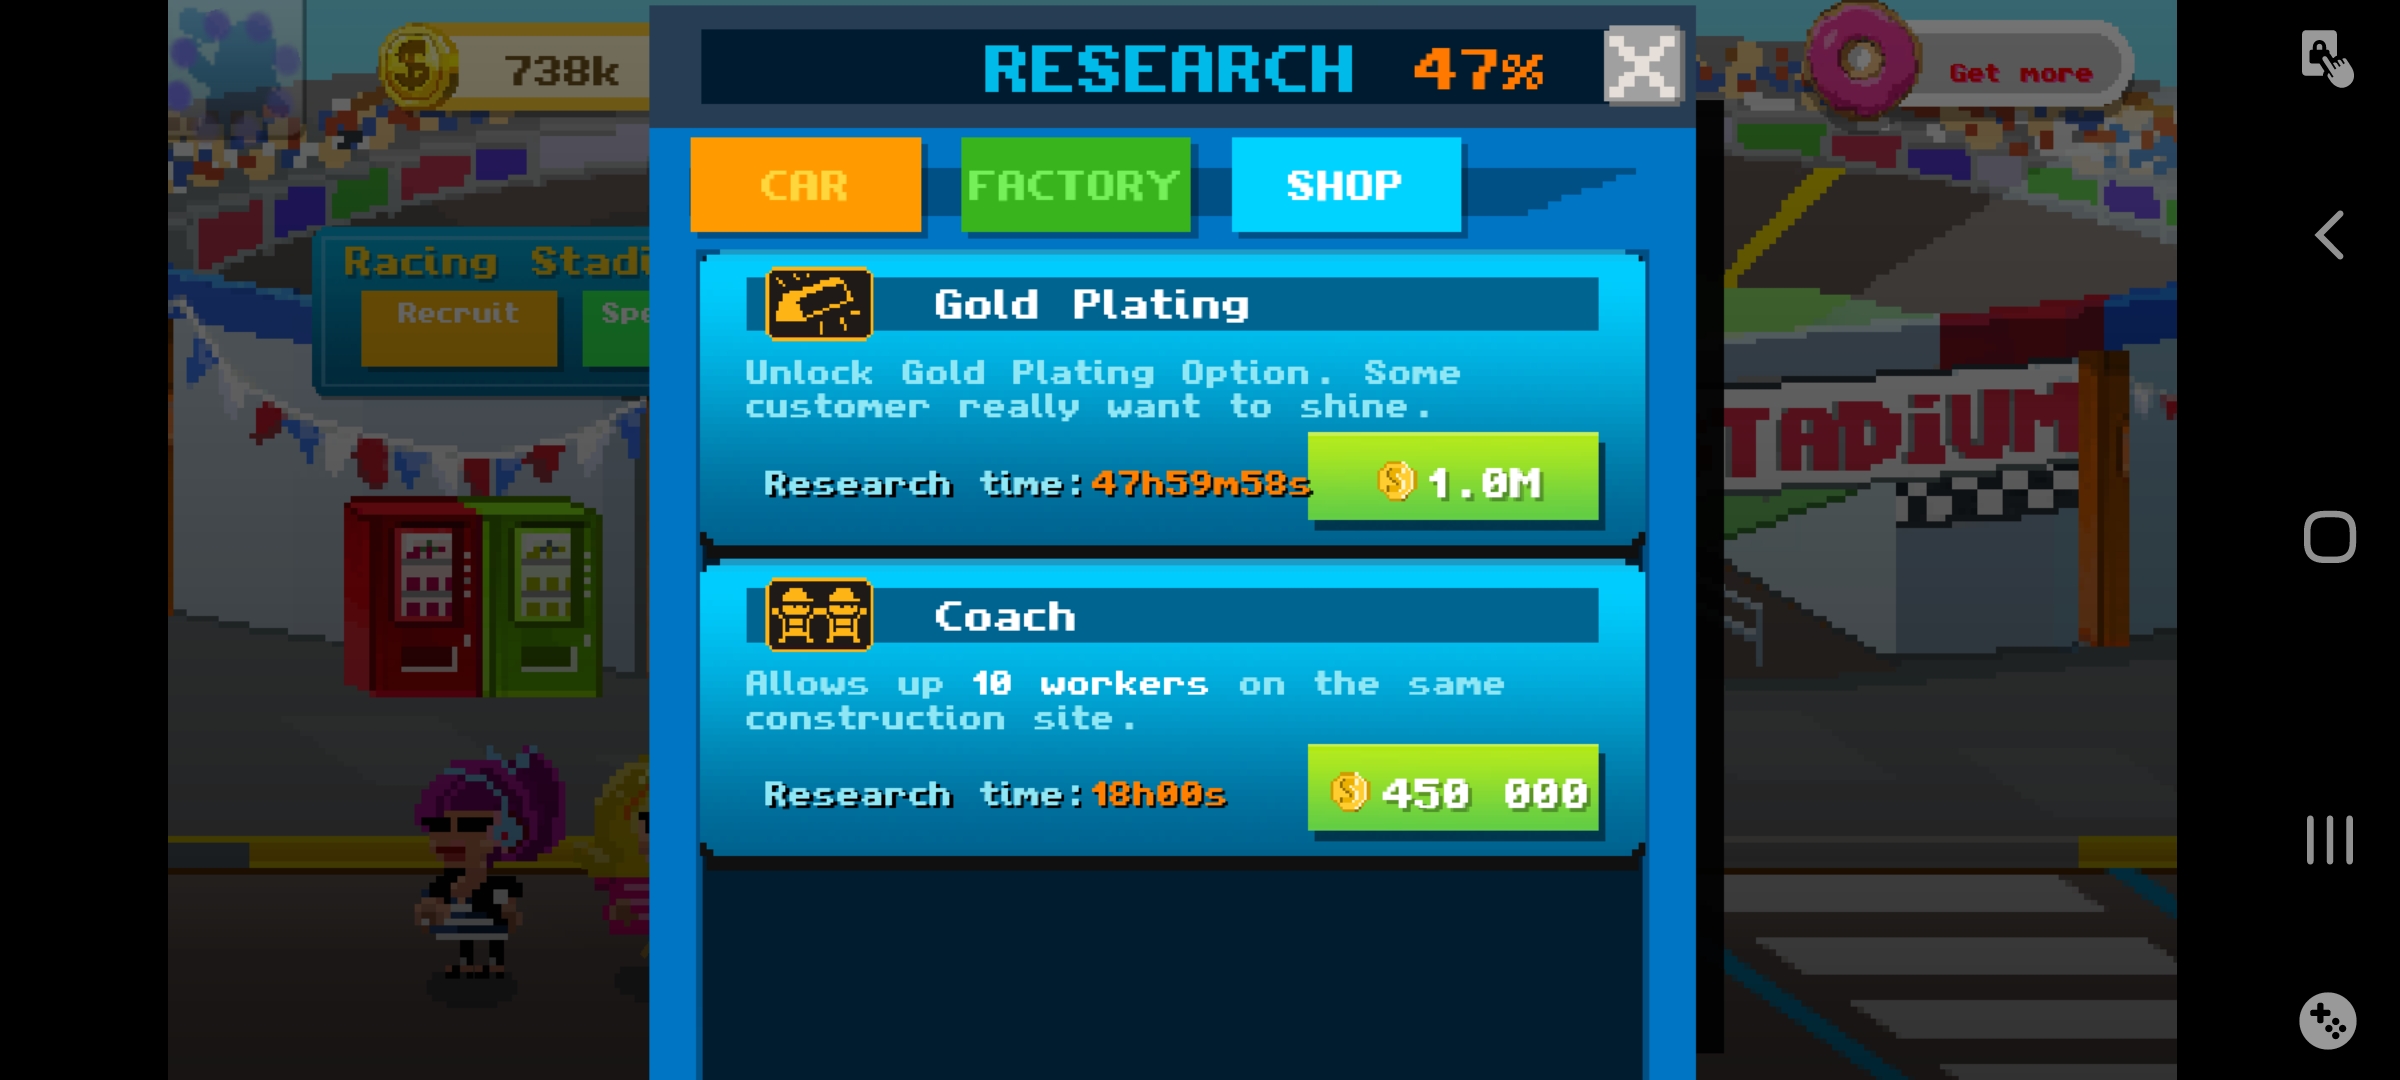 738k
RESEARCH 47%
Get more
CAR
FACTORY
SHOP
Racing Stadi
Recruit
Spe
Gold Plating
Unlock Gold Plating Option. Some
customer really want to shine.
Research time:47h59m58s
1.0M
TADiUM
Coach
Allows up 10 workers on the same
construction site.
Research time:18h00s
450 000